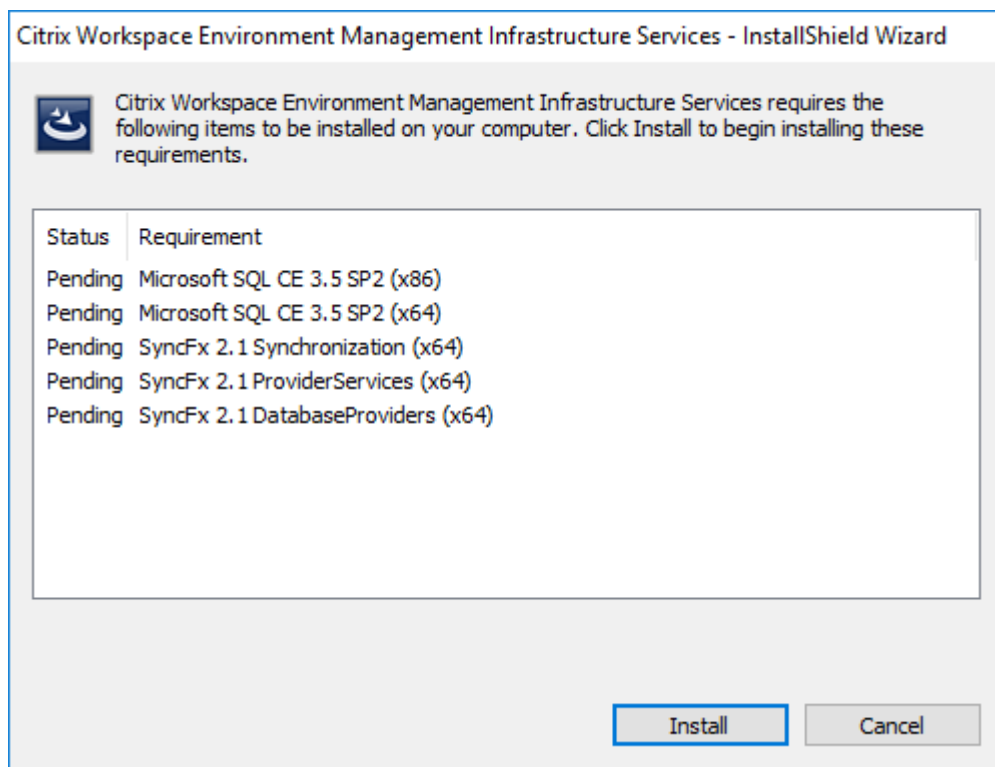 Citrix Workspace Environment Management Infrastructure Services - InstallShield Wizard
Citrix Workspace Environment Management Infrastructure Services requires the
following items to be installed on your computer. Click Install to begin installing these
requirements.
Status Requirement
Pending Microsoft SQL CE 3.5 SP2 (x86)
Pending Microsoft SQL CE 3.5 SP2 (x64)
Pending SyncFx 2.1 Synchronization (x64)
Pending SyncFx 2.1 ProviderServices (x64)
Pending SyncFx 2.1 DatabaseProviders (x64)
Install Cancel